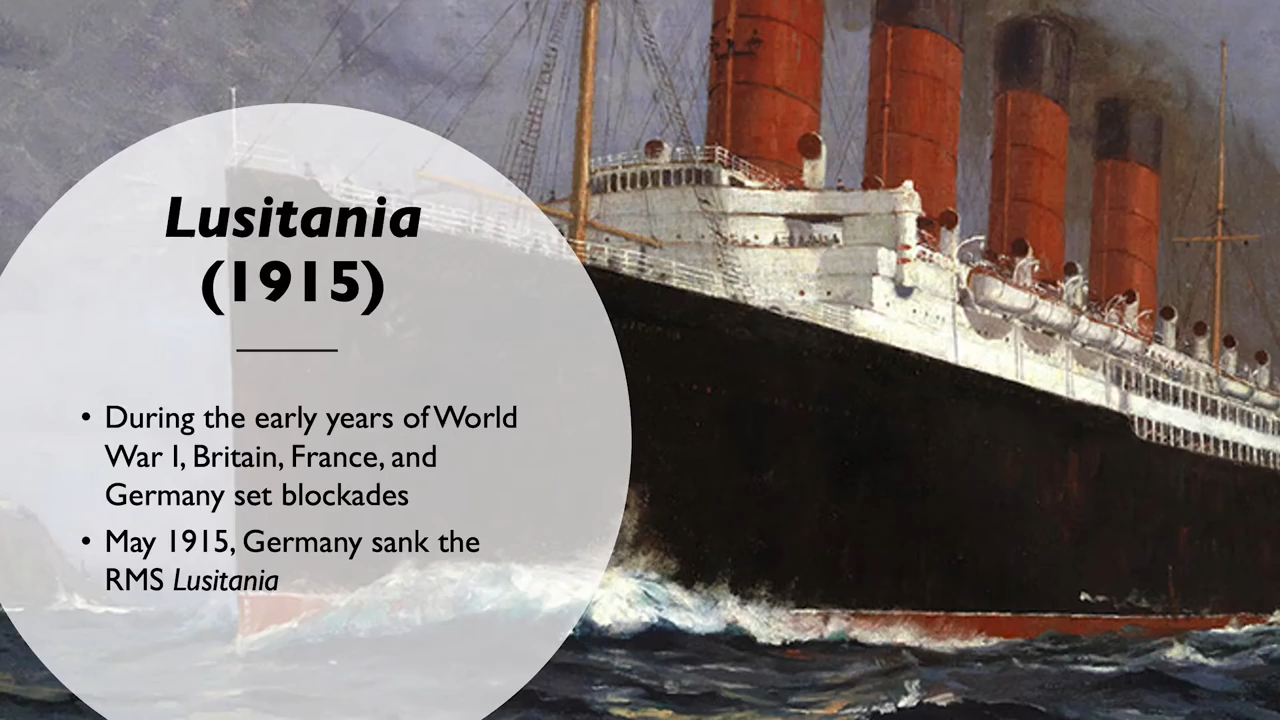 Lusitania
(1915)
• During the early years of World
War I, Britain, France, and
Germany set blockades
• May 1915, Germany sank the
RMS Lusitania